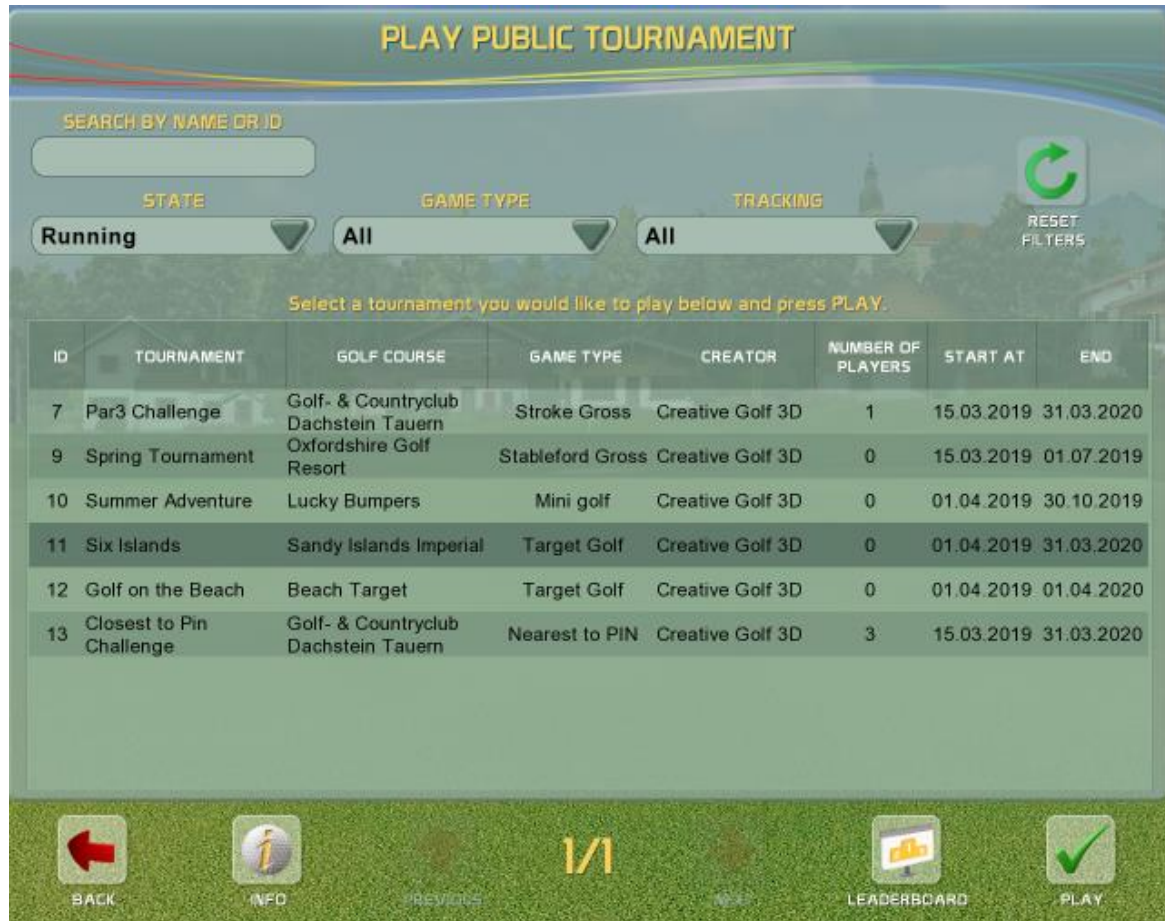 PLAY PUBLIC TOURNAMENT
SEARCH BY NAME OR ID
STATE GAME TYPE TRACKING
Running All All
RESET
FILTERS
Select a tournament you would like to play below and press PLAY.
ID TOURNAMENT GOLF COURSE GAME TYPE CREATOR NUMBER OF PLAYERS START AT END
7 Par3 Challenge Golf- & Countryclub Dachstein Tauern Stroke Gross Creative Golf 3D 1 15.03.2019 31.03.2020
9 Spring Tournament Oxfordshire Golf Resort Stableford Gross Creative Golf 3D 0 15.03.2019 01.07.2019
10 Summer Adventure Lucky Bumpers Mini golf Creative Golf 3D 0 01.04.2019 30.10.2019
11 Six Islands Sandy Islands Imperial Target Golf Creative Golf 3D 0 01.04.2019 31.03.2020
12 Golf on the Beach Beach Target Target Golf Creative Golf 3D 0 01.04.2019 01.04.2020
13 Closest to Pin Challenge Golf- & Countryclub Dachstein Tauern Nearest to PIN Creative Golf 3D 3 15.03.2019 31.03.2020
1/1
BACK INFO PREVIOUS NEXT LEADERBOARD PLAY